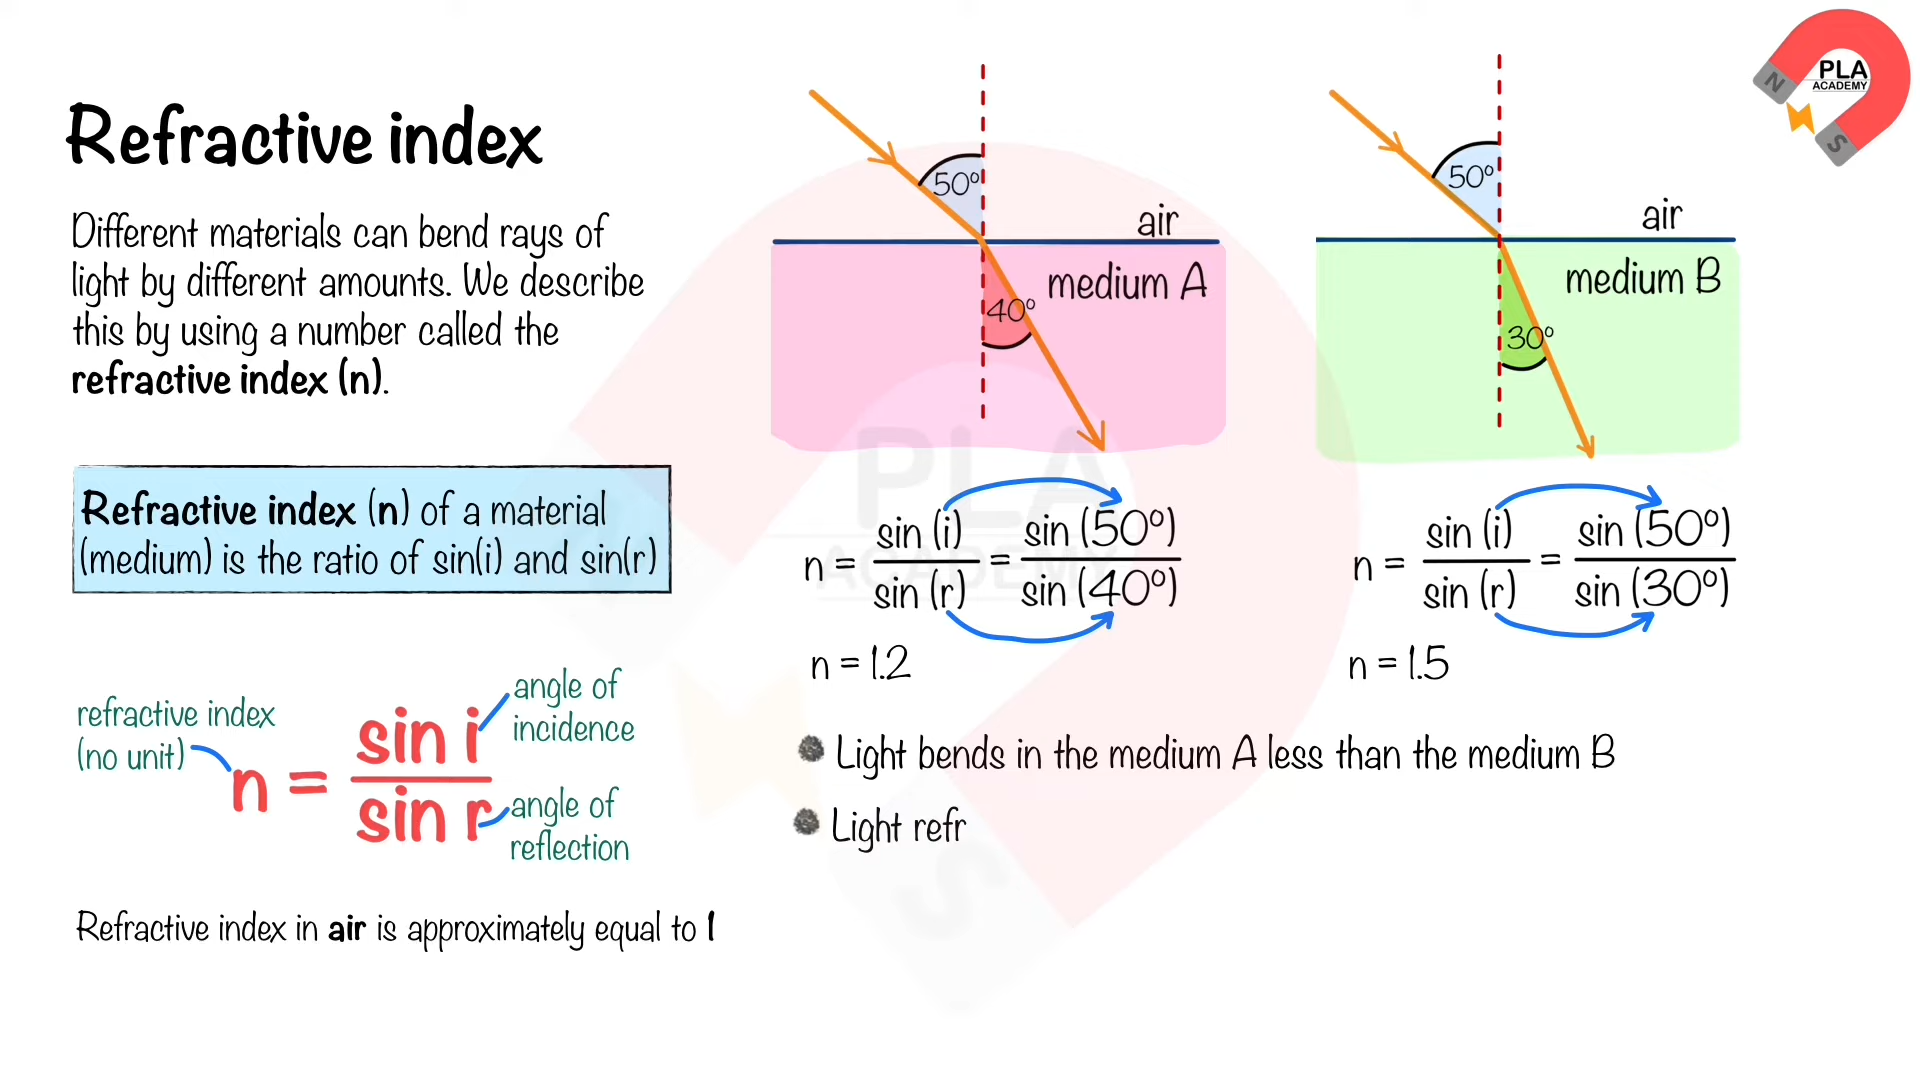 Refractive index
Different materials can bend rays of
light by different amounts. We describe
this by using a number called the
refractive index (n).
Refractive index (n) of a material
(medium) is the ratio of sin(i) and sin(r)
refractive index
(no unit)
n = sin i / sin r
angle of
incidence
angle of
reflection
Refractive index in air is approximately equal to 1
50°
air
medium A
40°
n = sin (i) / sin (r) = sin (50°) / sin (40°)
n = 1.2
50°
air
medium B
30°
n = sin (i) / sin (r) = sin (50°) / sin (30°)
n = 1.5
Light bends in the medium A less than the medium B
Light refr
N
PLA
ACADEMY
S
PLA
ACADEMY
S